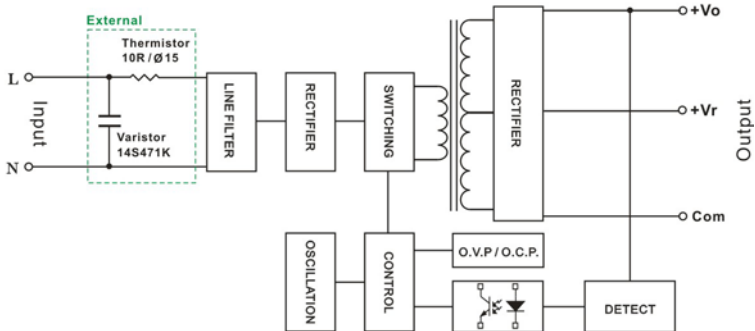 External
Thermistor
10R/Ø15
L
Input
Varistor
14S471K
N
LINE FILTER
RECTIFIER
SWITCHING
RECTIFIER
+Vo
+Vr
Com
Output
OSCILLATION
CONTROL
O.V.P/O.C.P.
DETECT